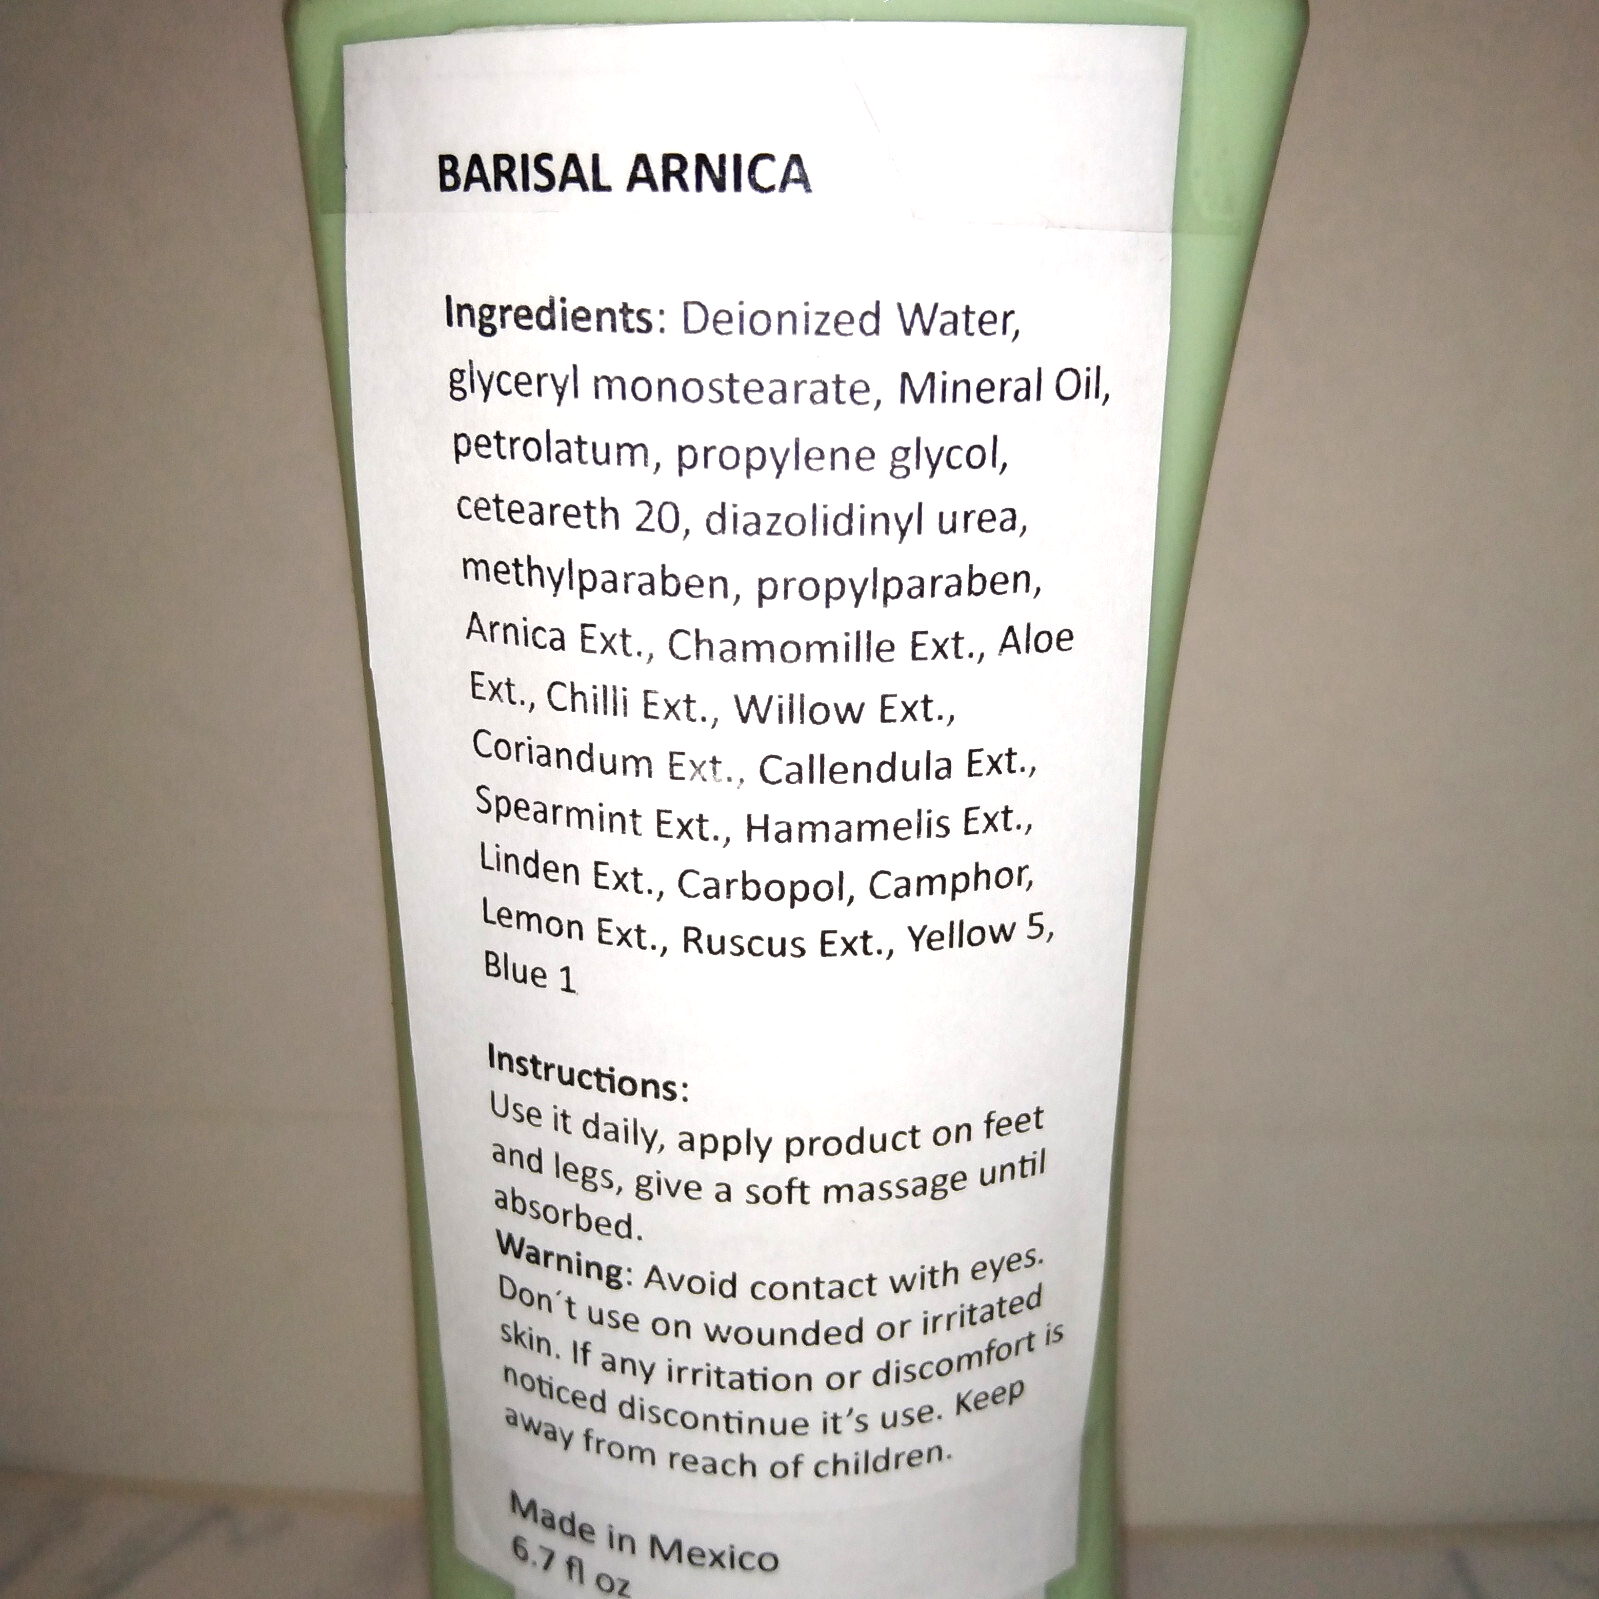 BARISAL ARNICA
Ingredients: Deionized Water,
glyceryl monostearate, Mineral Oil,
petrolatum, propylene glycol,
ceteareth 20, diazolidinyl urea,
methylparaben, propylparaben,
Arnica Ext., Chamomille Ext., Aloe
Ext., Chilli Ext., Willow Ext.,
Coriandum Ext., Callendula Ext.,
Spearmint Ext., Hamamelis Ext.,
Linden Ext., Carbopol, Camphor,
Lemon Ext., Ruscus Ext., Yellow 5,
Blue 1
Instructions:
Use it daily, apply product on feet
and legs, give a soft massage until
absorbed.
Warning: Avoid contact with eyes.
Don´t use on wounded or irritated
skin. If any irritation or discomfort is
noticed discontinue it’s use. Keep
away from reach of children.
Made in Mexico
6.7 fl oz